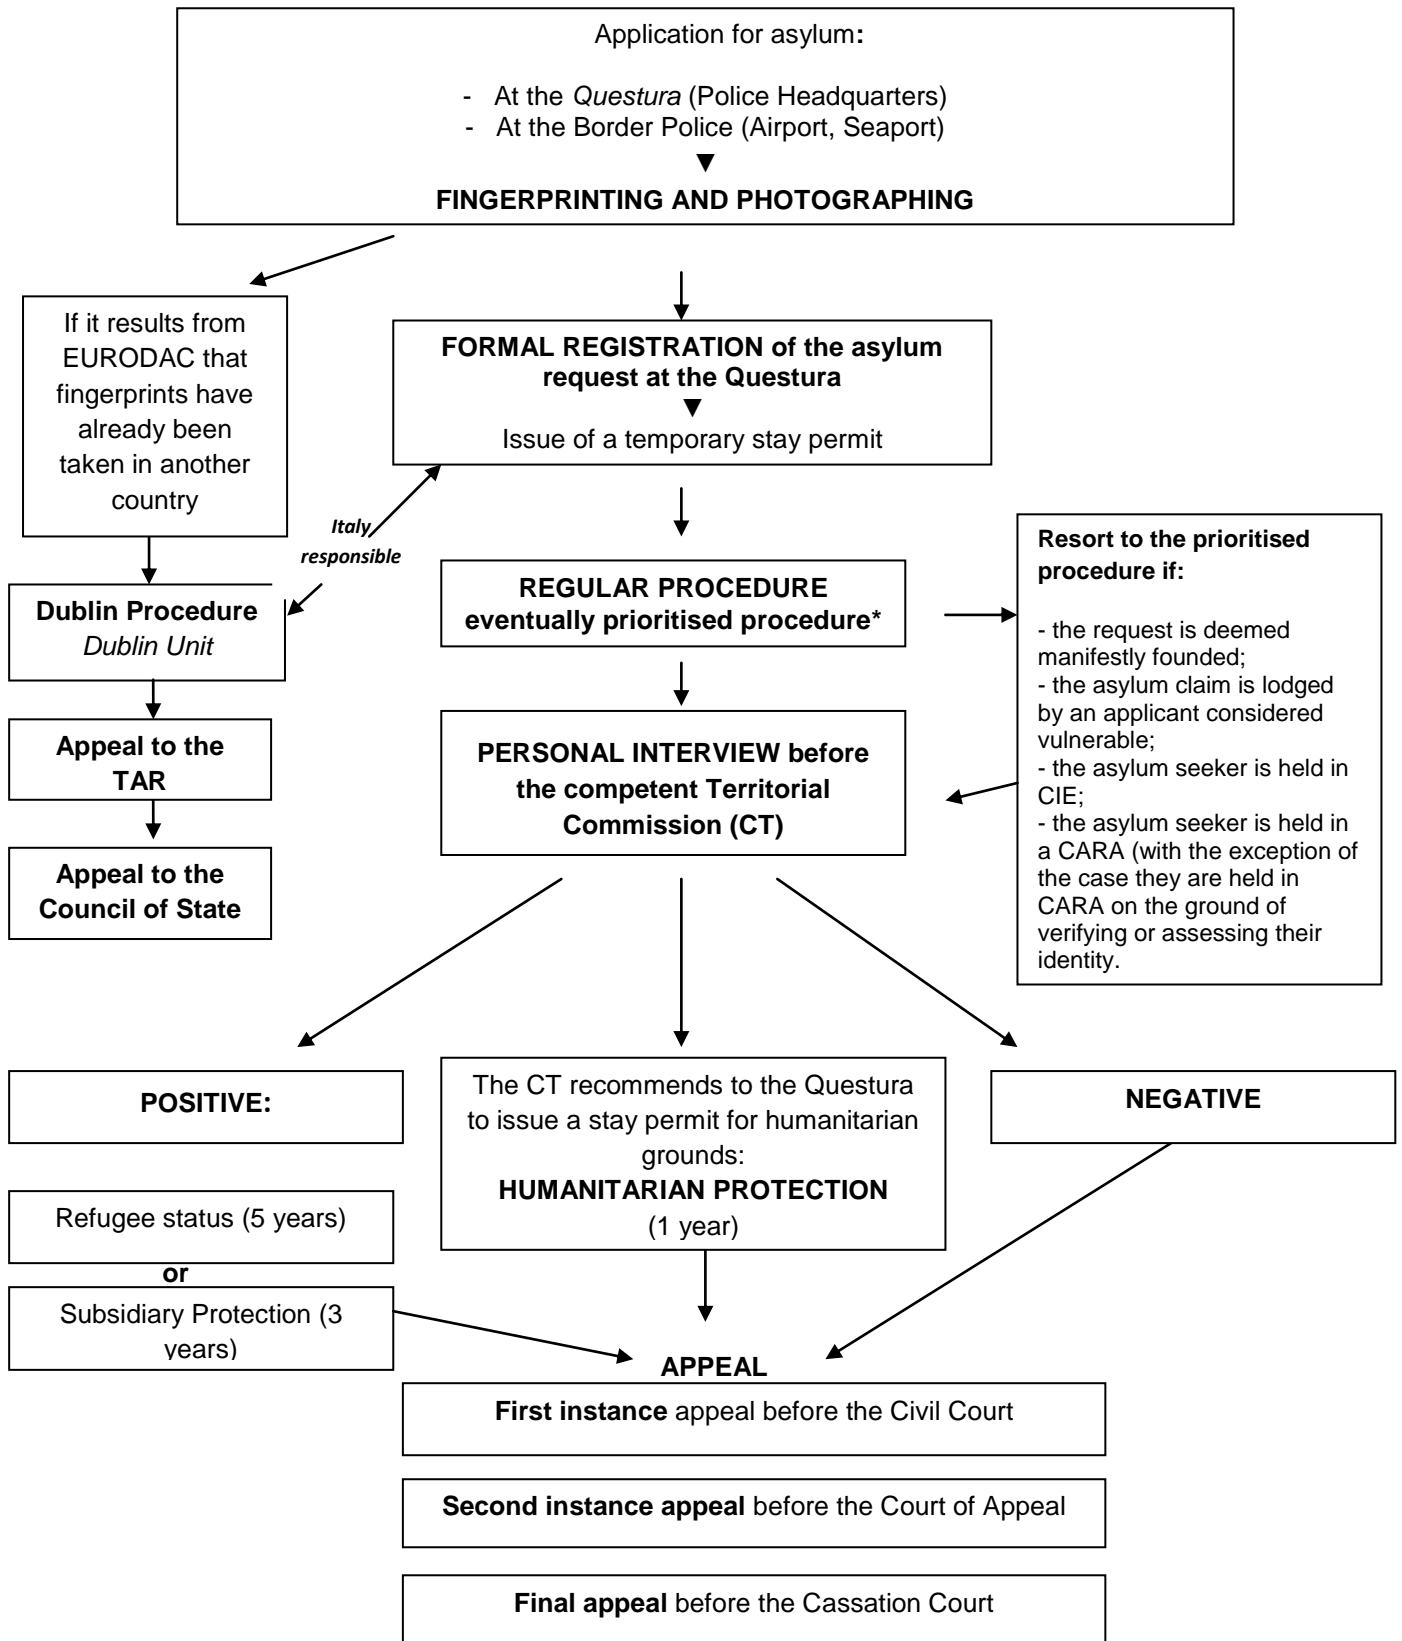 Application for asylum:
- At the Questura (Police Headquarters)
- At the Border Police (Airport, Seaport)
▼
FINGERPRINTING AND PHOTOGRAPHING
If it results from
EURODAC that
fingerprints have
already been
taken in another
country
FORMAL REGISTRATION of the asylum
request at the Questura
▼
Issue of a temporary stay permit
Italy
responsible
Dublin Procedure
Dublin Unit
Appeal to the
TAR
Appeal to the
Council of State
REGULAR PROCEDURE
eventually prioritised procedure*
Resort to the prioritised
procedure if:
- the request is deemed
manifestly founded;
- the asylum claim is lodged
by an applicant considered
vulnerable;
- the asylum seeker is held in
CIE;
- the asylum seeker is held in
a CARA (with the exception of
the case they are held in
CARA on the ground of
verifying or assessing their
identity.
PERSONAL INTERVIEW before
the competent Territorial
Commission (CT)
POSITIVE:
Refugee status (5 years)
or
Subsidiary Protection (3
years)
The CT recommends to the Questura
to issue a stay permit for humanitarian
grounds:
HUMANITARIAN PROTECTION
(1 year)
NEGATIVE
APPEAL
First instance appeal before the Civil Court
Second instance appeal before the Court of Appeal
Final appeal before the Cassation Court